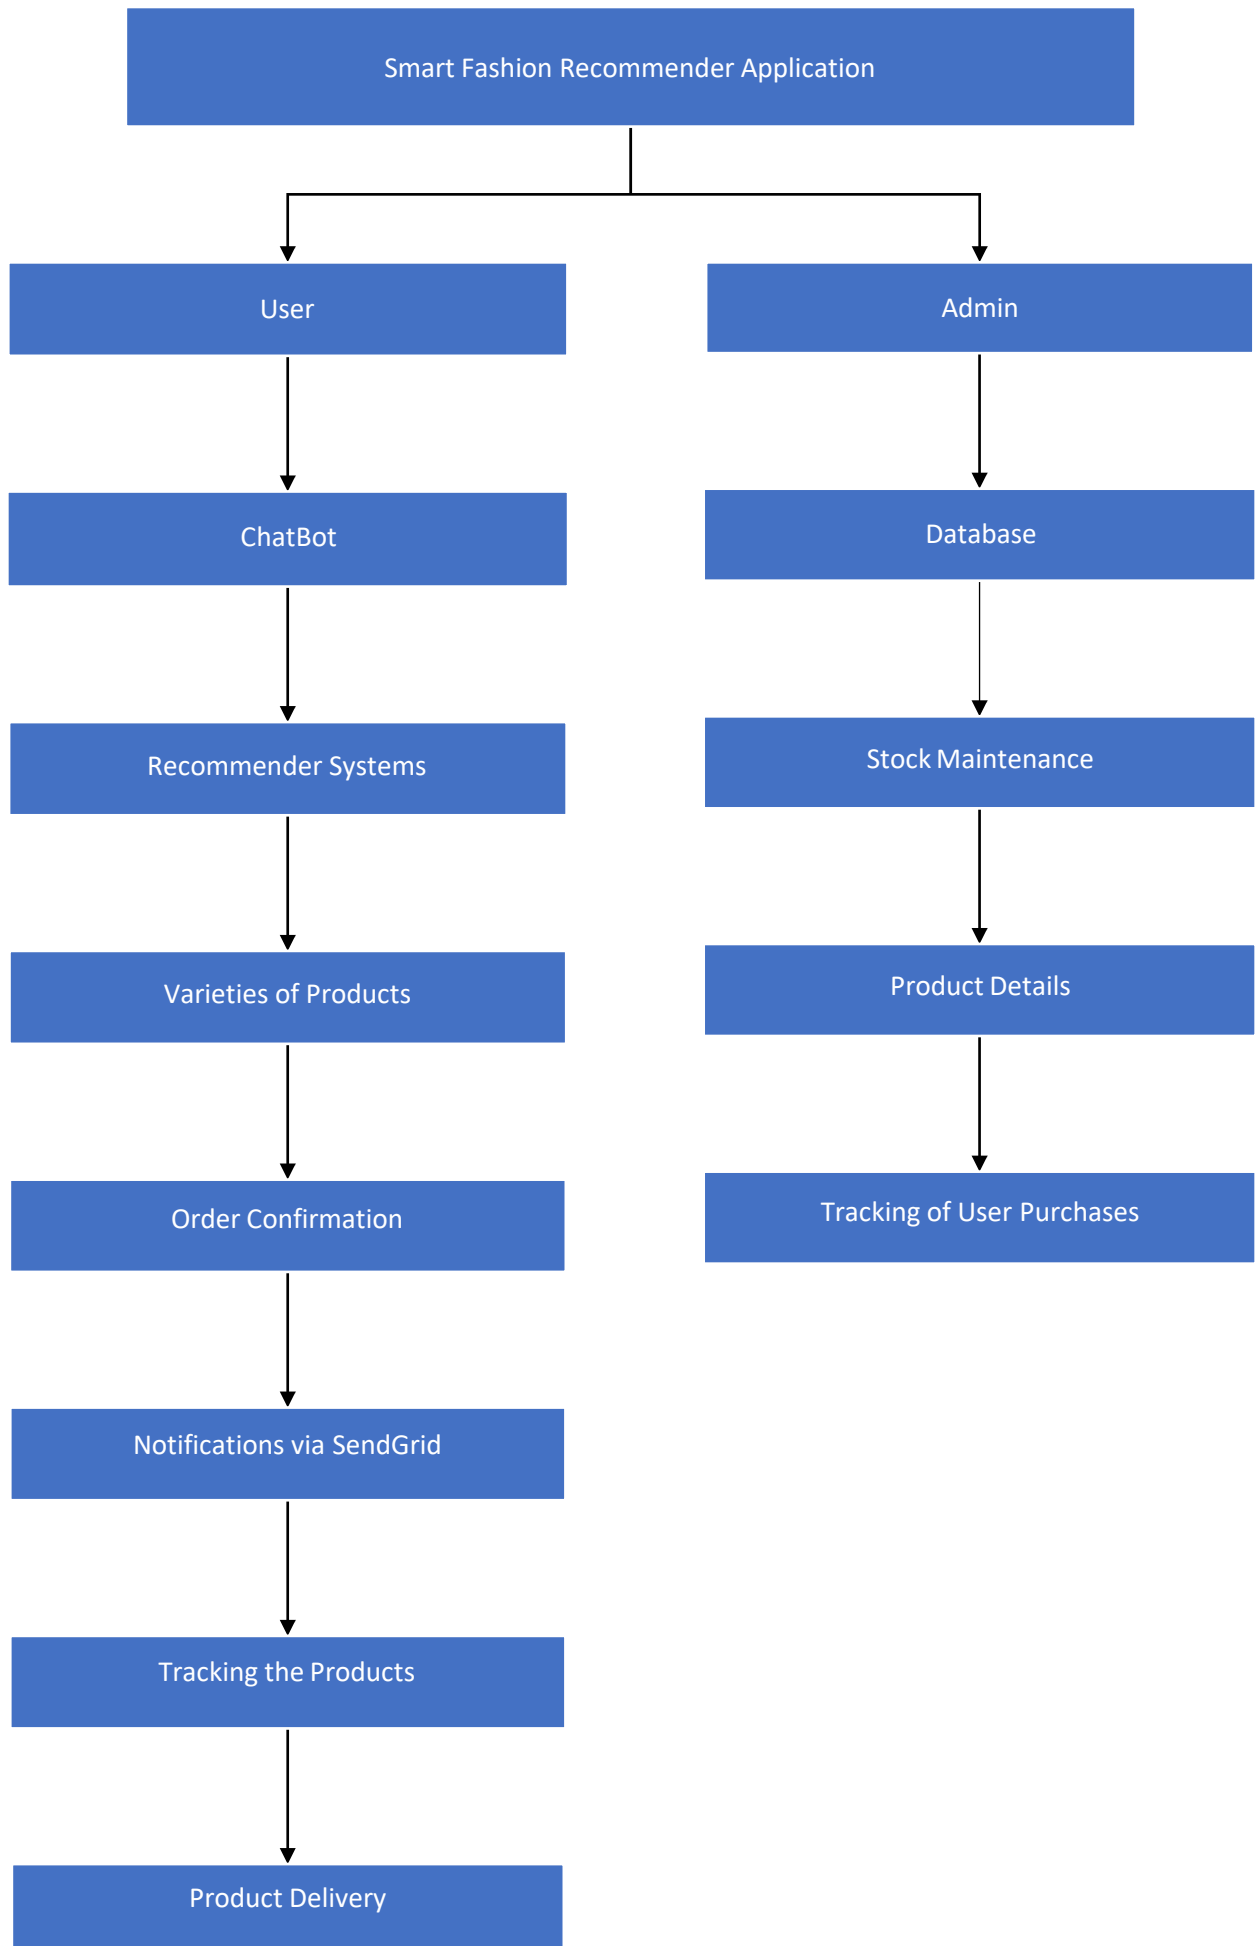 Smart Fashion Recommender Application
User
Admin
ChatBot
Database
Recommender Systems
Stock Maintenance
Varieties of Products
Product Details
Order Confirmation
Tracking of User Purchases
Notifications via SendGrid
Tracking the Products
Product Delivery